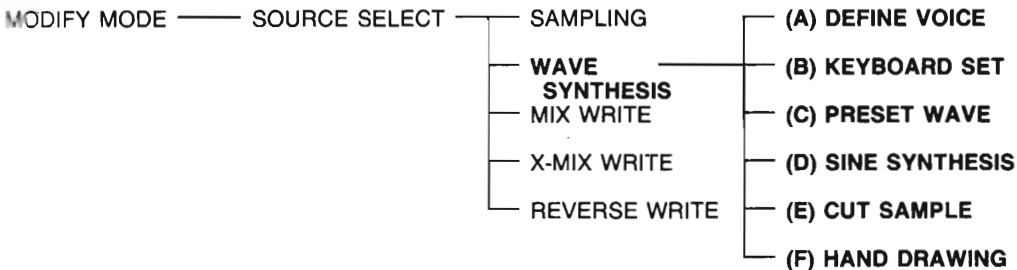 MODIFY MODE SOURCE SELECT SAMPLING (A) DEFINE VOICE
WAVE (B) KEYBOARD SET
SYNTHESIS
MIX WRITE (C) PRESET WAVE
X-MIX WRITE (D) SINE SYNTHESIS
REVERSE WRITE (E) CUT SAMPLE
(F) HAND DRAWING